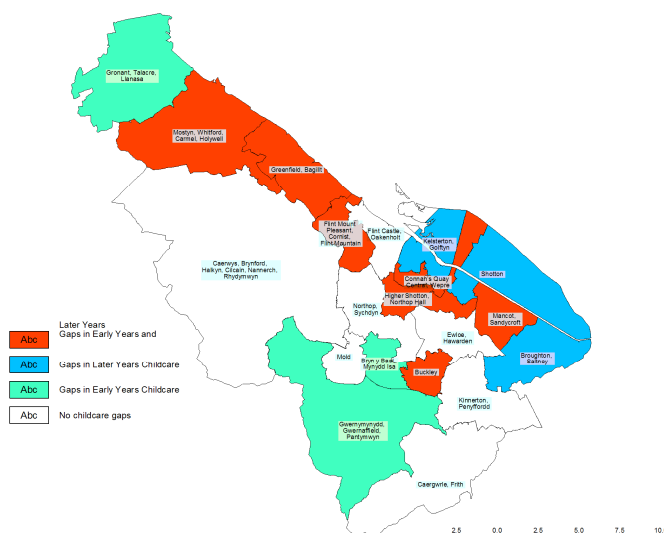 Gronant, Talacre,
Llanasa
Mostyn, Whitford,
Carmel, Holywell
Greenfield, Bagillt
Flint Mount
Pleasant,
Cornist,
Flint Mountain
Flint Castle,
Oakenholt
Kelsterton,
Golftyn
Shotton
Caerwys, Brynford,
Halkyn, Cilcain, Nannerch,
Rhydymwyn
Connah's Quay
Central, Wepre
Higher Shotton,
Northop Hall
Northop,
Sychdyn
Mancot,
Sandycroft
Ewloe,
Hawarden
Mold
Bryn y Baal,
Mynydd Isa
Buckley
Broughton,
Saltney
Kinnerton,
Penyffordd
Gwernymynydd,
Gwernaffield,
Pantymwyn
Caergwrle, Frith
Later Years
Abc Gaps in Early Years and
Abc Gaps in Later Years Childcare
Abc Gaps in Early Years Childcare
Abc No childcare gaps
2.5 0.0 2.5 5.0 7.5